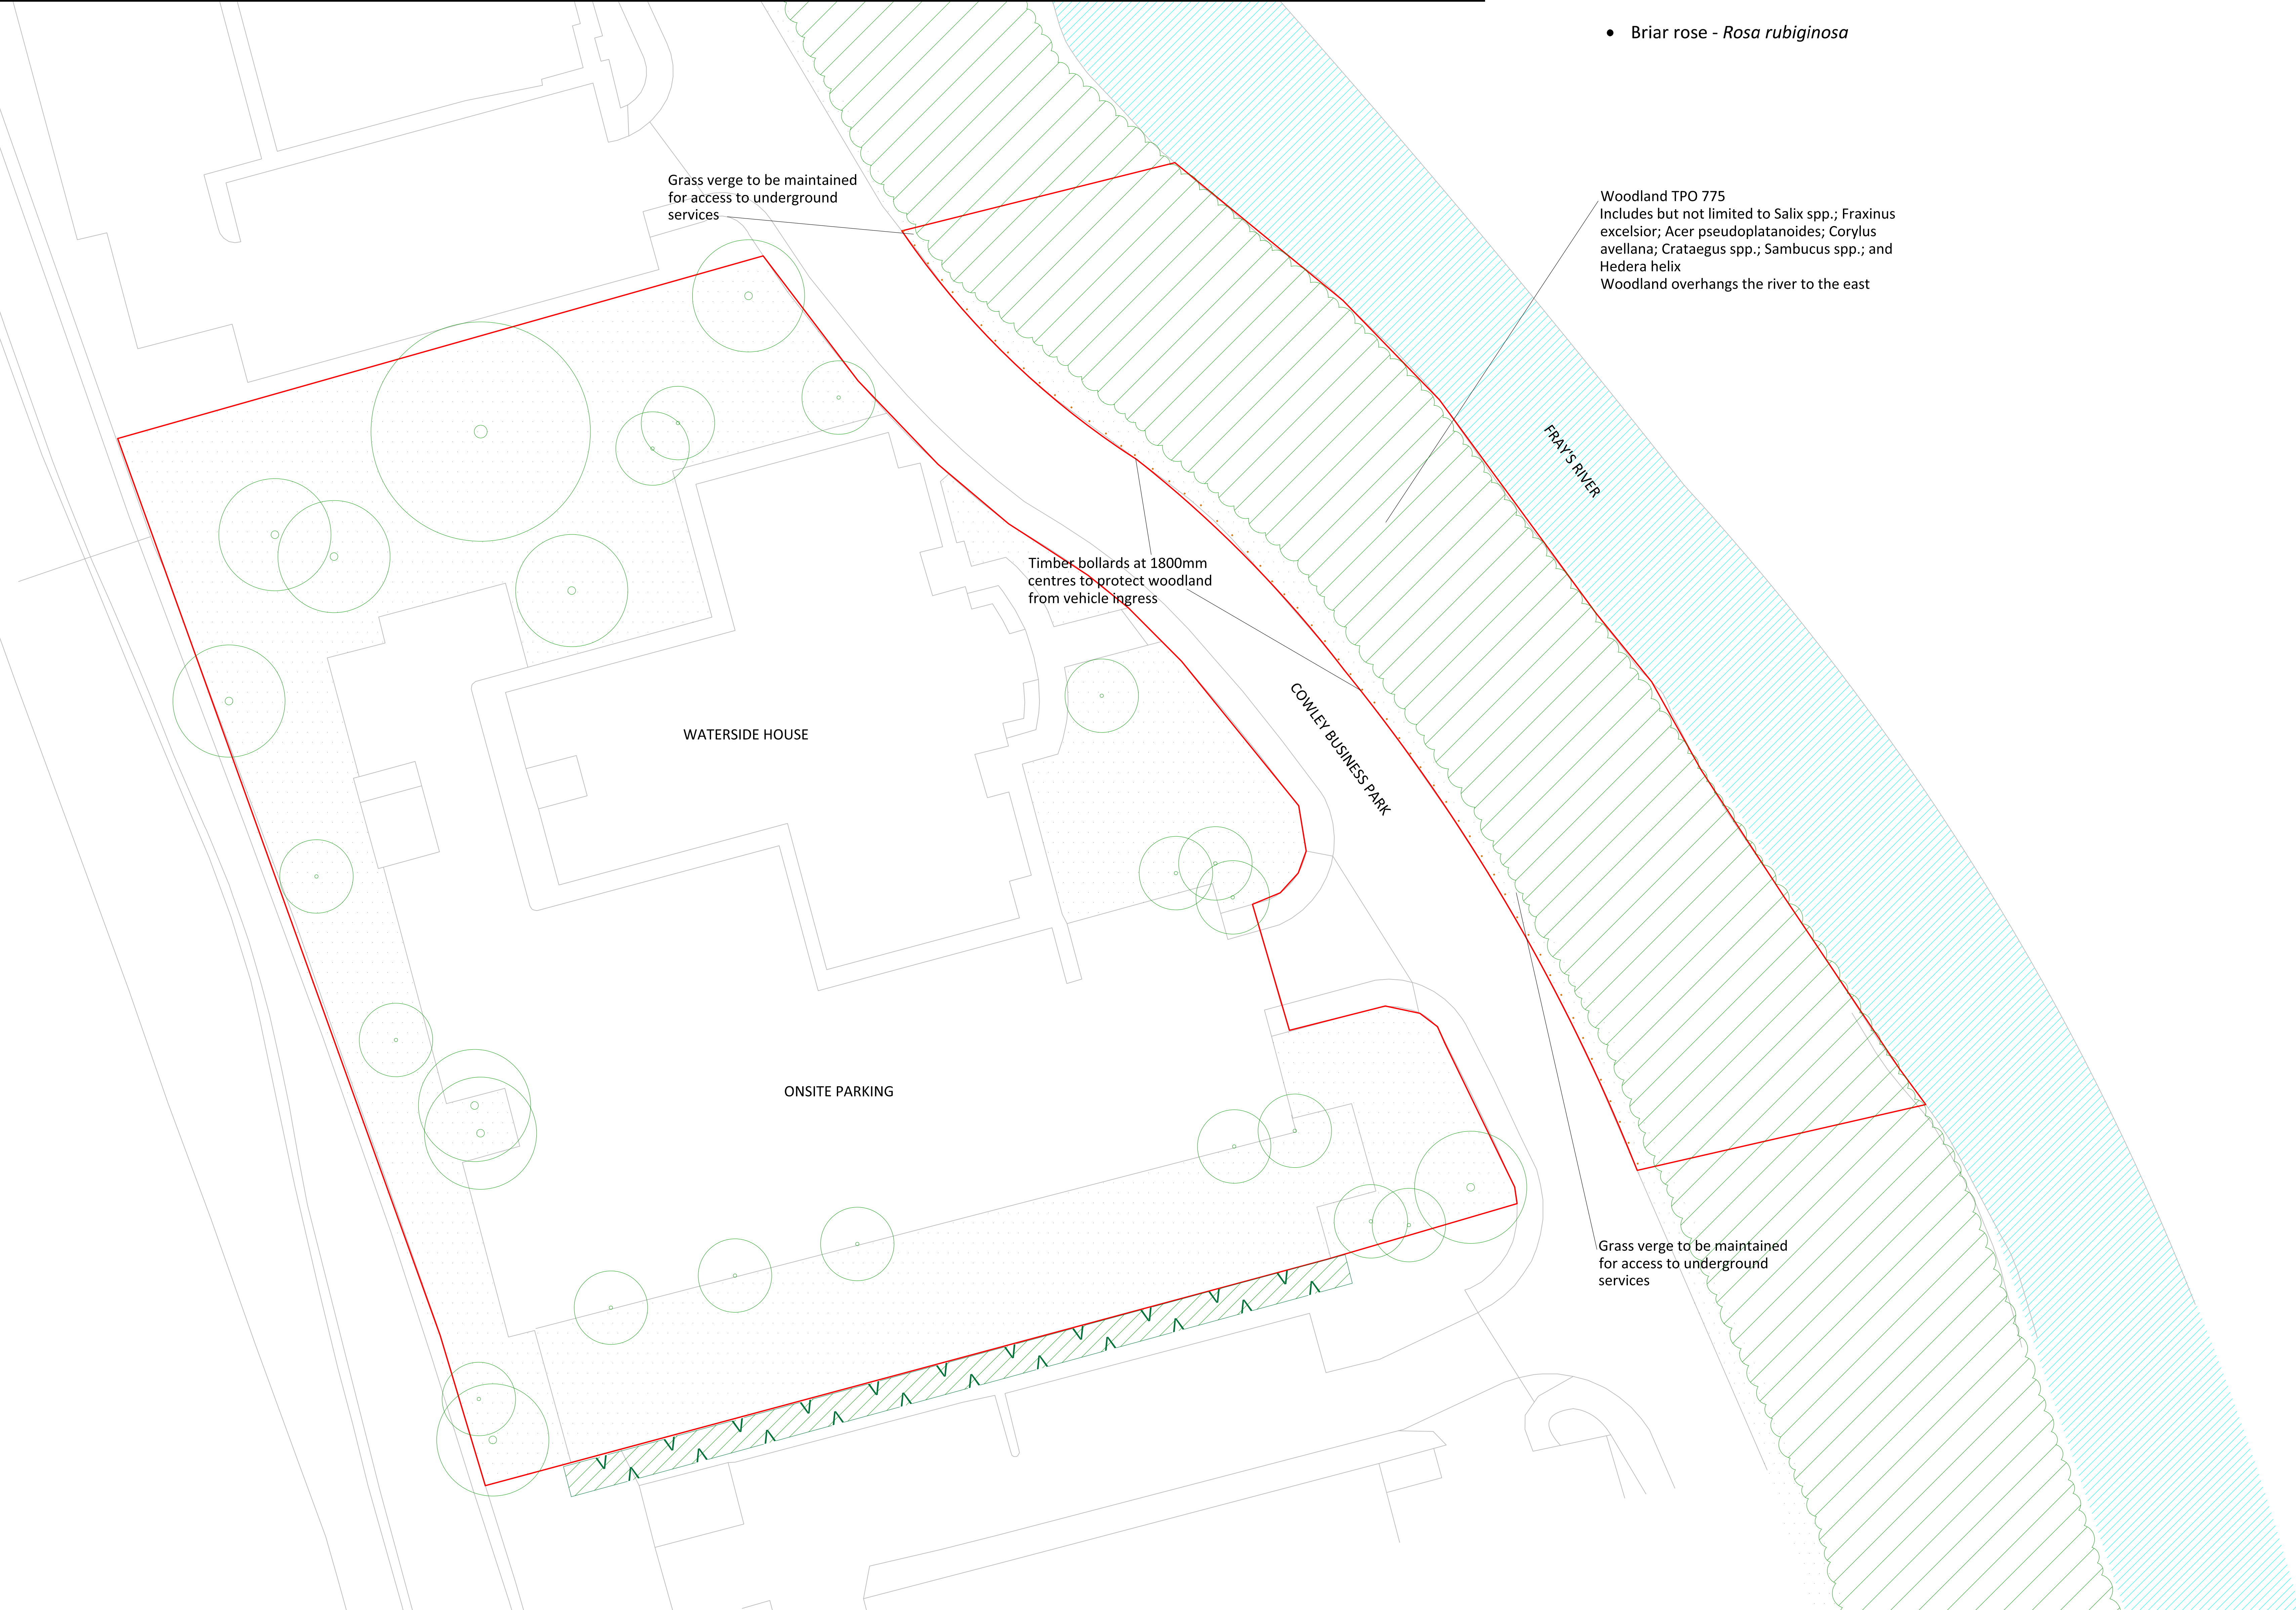 • Briar rose - Rosa rubiginosa
Grass verge to be maintained
for access to underground
services
Woodland TPO 775
Includes but not limited to Salix spp.; Fraxinus
excelsior; Acer pseudoplatanoides; Corylus
avellana; Crataegus spp.; Sambucus spp.; and
Hedera helix
Woodland overhangs the river to the east
FRAY'S RIVER
Timber bollards at 1800mm
centres to protect woodland
from vehicle ingress
WATERSIDE HOUSE
COWLEY BUSINESS PARK
ONSITE PARKING
Grass verge to be maintained
for access to underground
services